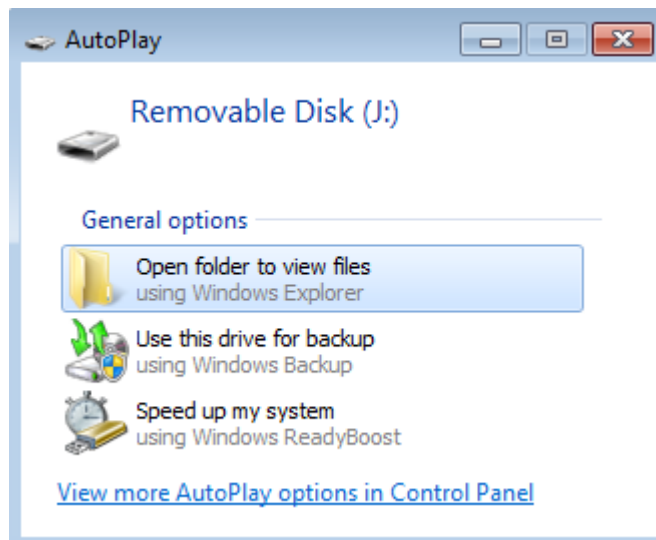 AutoPlay
Removable Disk (J:)
General options
Open folder to view files
using Windows Explorer
Use this drive for backup
using Windows Backup
Speed up my system
using Windows ReadyBoost
View more AutoPlay options in Control Panel